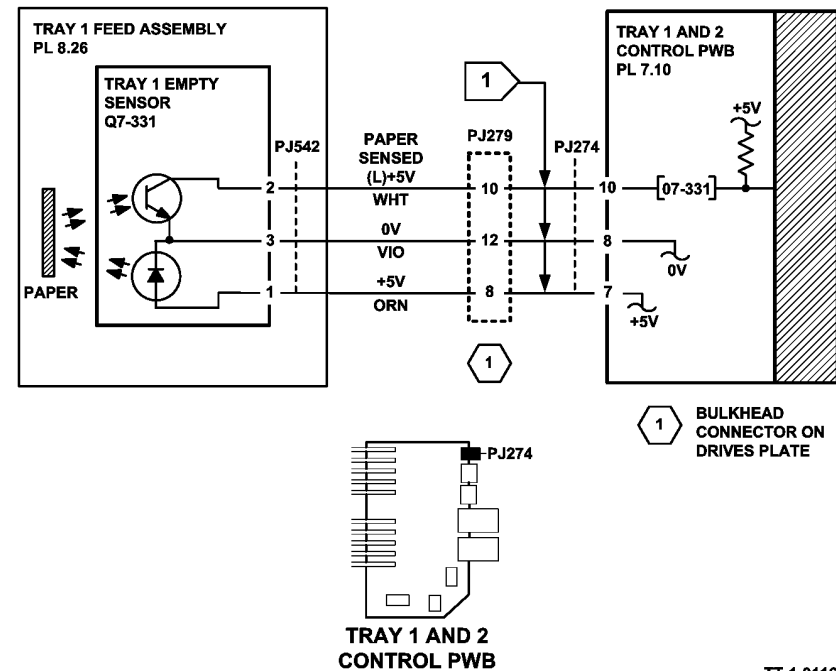 TRAY 1 FEED ASSEMBLY
PL 8.26
TRAY 1 EMPTY
SENSOR
Q7-331
PJ542
PAPER
SENSED
(L)+5V
WHT
0V
VIO
+5V
ORN
PAPER
2
3
1
1
PJ279
10
12
8
1
PJ274
10
8
7
TRAY 1 AND 2
CONTROL PWB
PL 7.10
+5V
[07-331]
0V
+5V
1
BULKHEAD
CONNECTOR ON
DRIVES PLATE
PJ274
TRAY 1 AND 2
CONTROL PWB